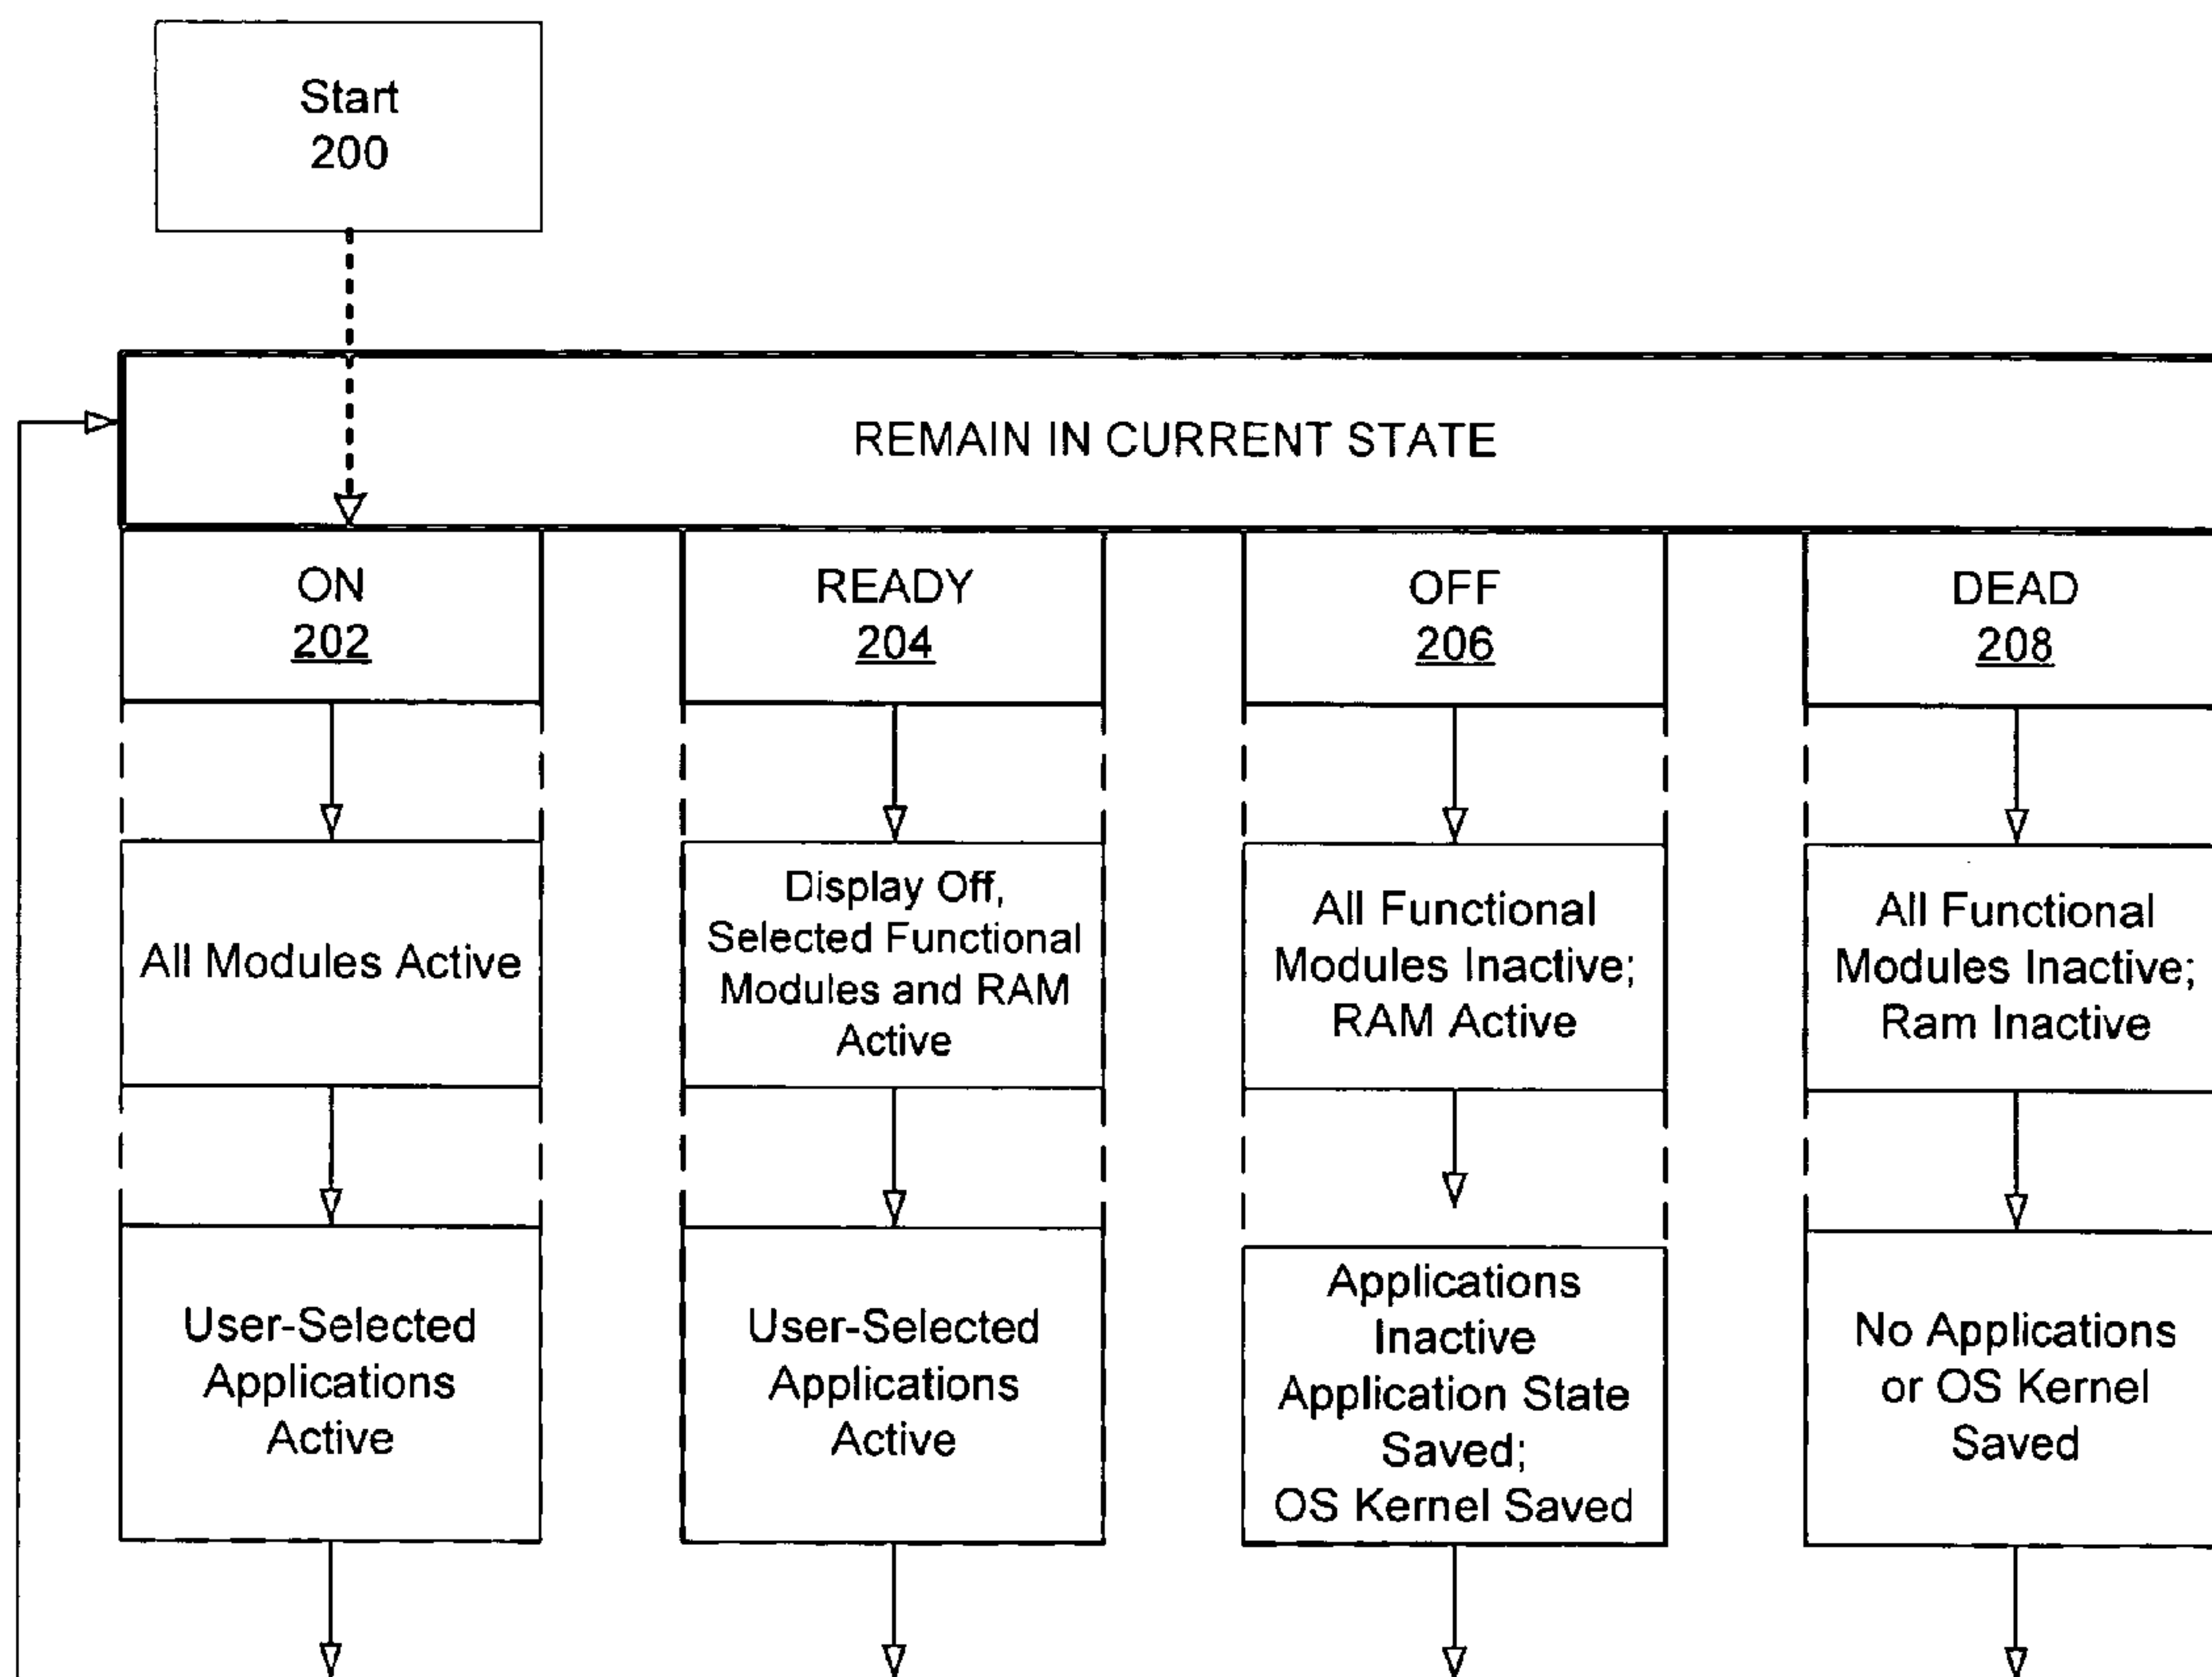 Start
200
REMAIN IN CURRENT STATE
ON
202
READY
204
OFF
206
DEAD
208
All Modules Active
Display Off,
Selected Functional
Modules and RAM
Active
All Functional
Modules Inactive;
RAM Active
All Functional
Modules Inactive;
Ram Inactive
User-Selected
Applications
Active
User-Selected
Applications
Active
Applications
Inactive
Application State
Saved;
OS Kernel Saved
No Applications
or OS Kernel
Saved